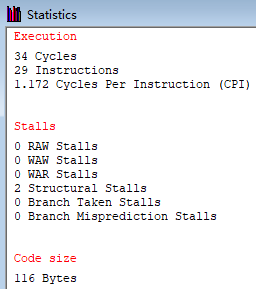 Statistics
Execution
34 Cycles
29 Instructions
1.172 Cycles Per Instruction (CPI)
Stalls
0 RAW Stalls
0 WAW Stalls
0 WAR Stalls
2 Structural Stalls
0 Branch Taken Stalls
0 Branch Misprediction Stalls
Code size
116 Bytes